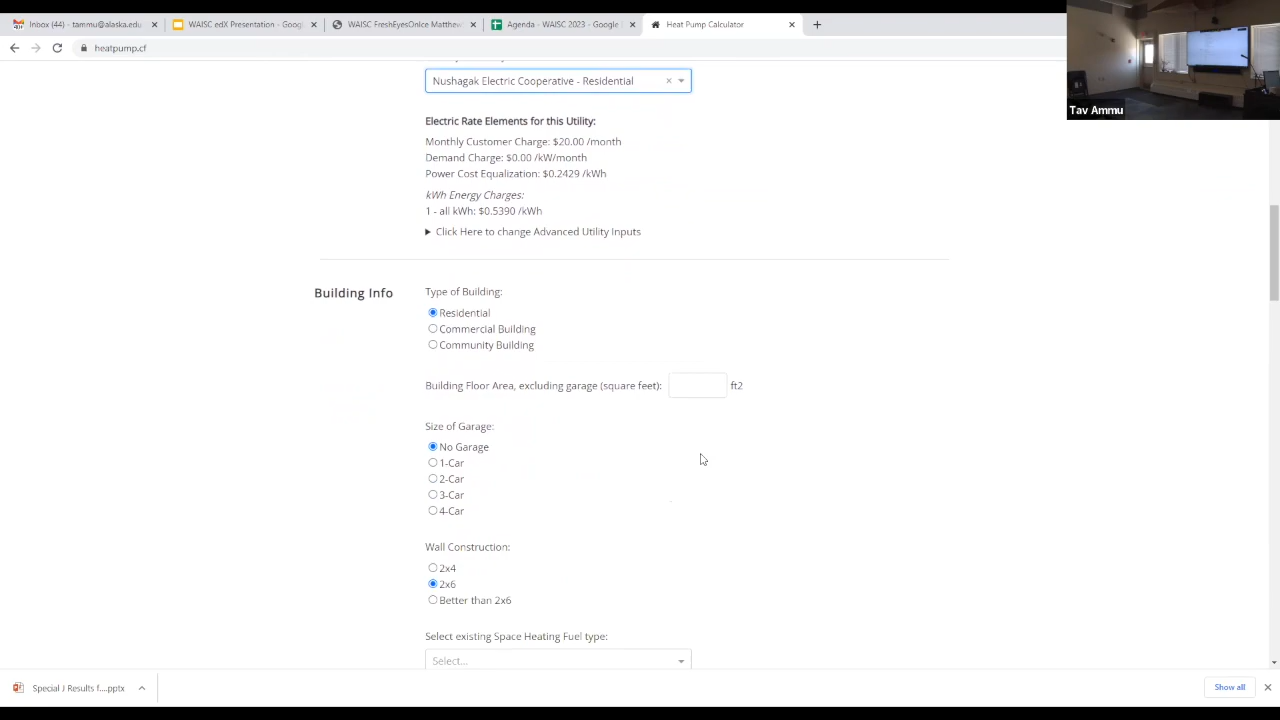 Inbox (44) - tammu@alaska.edu
WAISC edX Presentation - Goog
WAISC FreshEyesOnIce Matthew
Agenda - WAISC 2023 - Google
Heat Pump Calculator
heatpump.cf
Tav Ammu
Nushagak Electric Cooperative - Residential
Electric Rate Elements for this Utility:
Monthly Customer Charge: $20.00 /month
Demand Charge: $0.00 /kW/month
Power Cost Equalization: $0.2429 /kWh
kWh Energy Charges:
1 - all kWh: $0.5390 /kWh
Click Here to change Advanced Utility Inputs
Building Info
Type of Building:
Residential
Commercial Building
Community Building
Building Floor Area, excluding garage (square feet): ft2
Size of Garage:
No Garage
1-Car
2-Car
3-Car
4-Car
Wall Construction:
2x4
2x6
Better than 2x6
Select existing Space Heating Fuel type:
Select...
Special J Results f....pptx
Show all